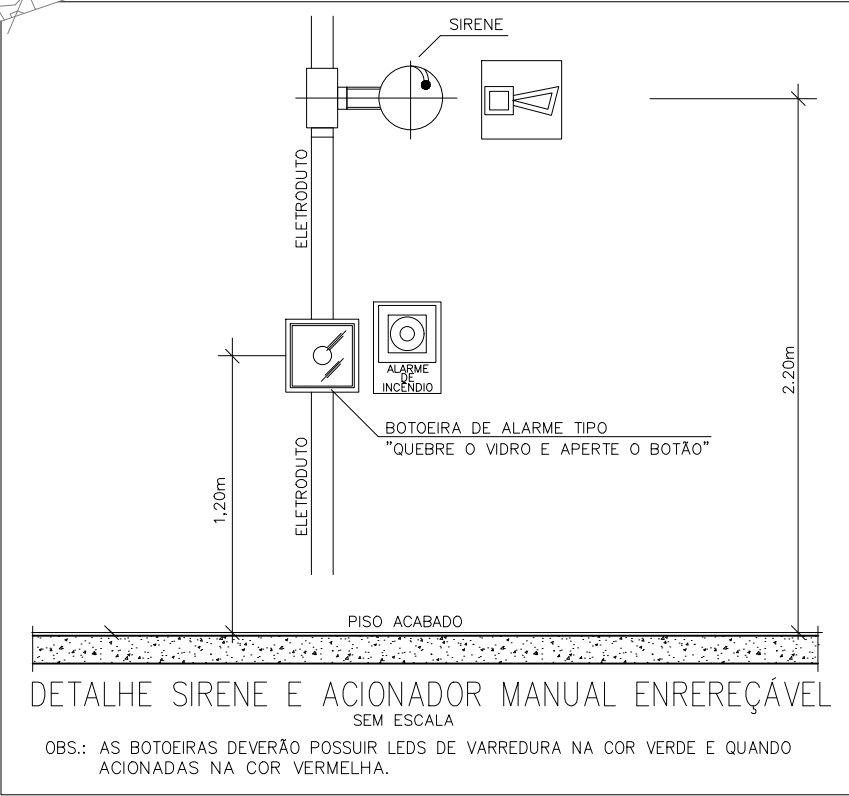 SIRENE
ELETRODUTO
2.20m
ALARME
DE
INCÊNDIO
1,20m
BOTOEIRA DE ALARME TIPO
"QUEBRE O VIDRO E APERTE O BOTÃO"
ELETRODUTO
PISO ACABADO
DETALHE SIRENE E ACIONADOR MANUAL ENREREÇÁVEL
SEM ESCALA
OBS.: AS BOTOEIRAS DEVERÃO POSSUIR LEDS DE VARREDURA NA COR VERDE E QUANDO
ACIONADAS NA COR VERMELHA.